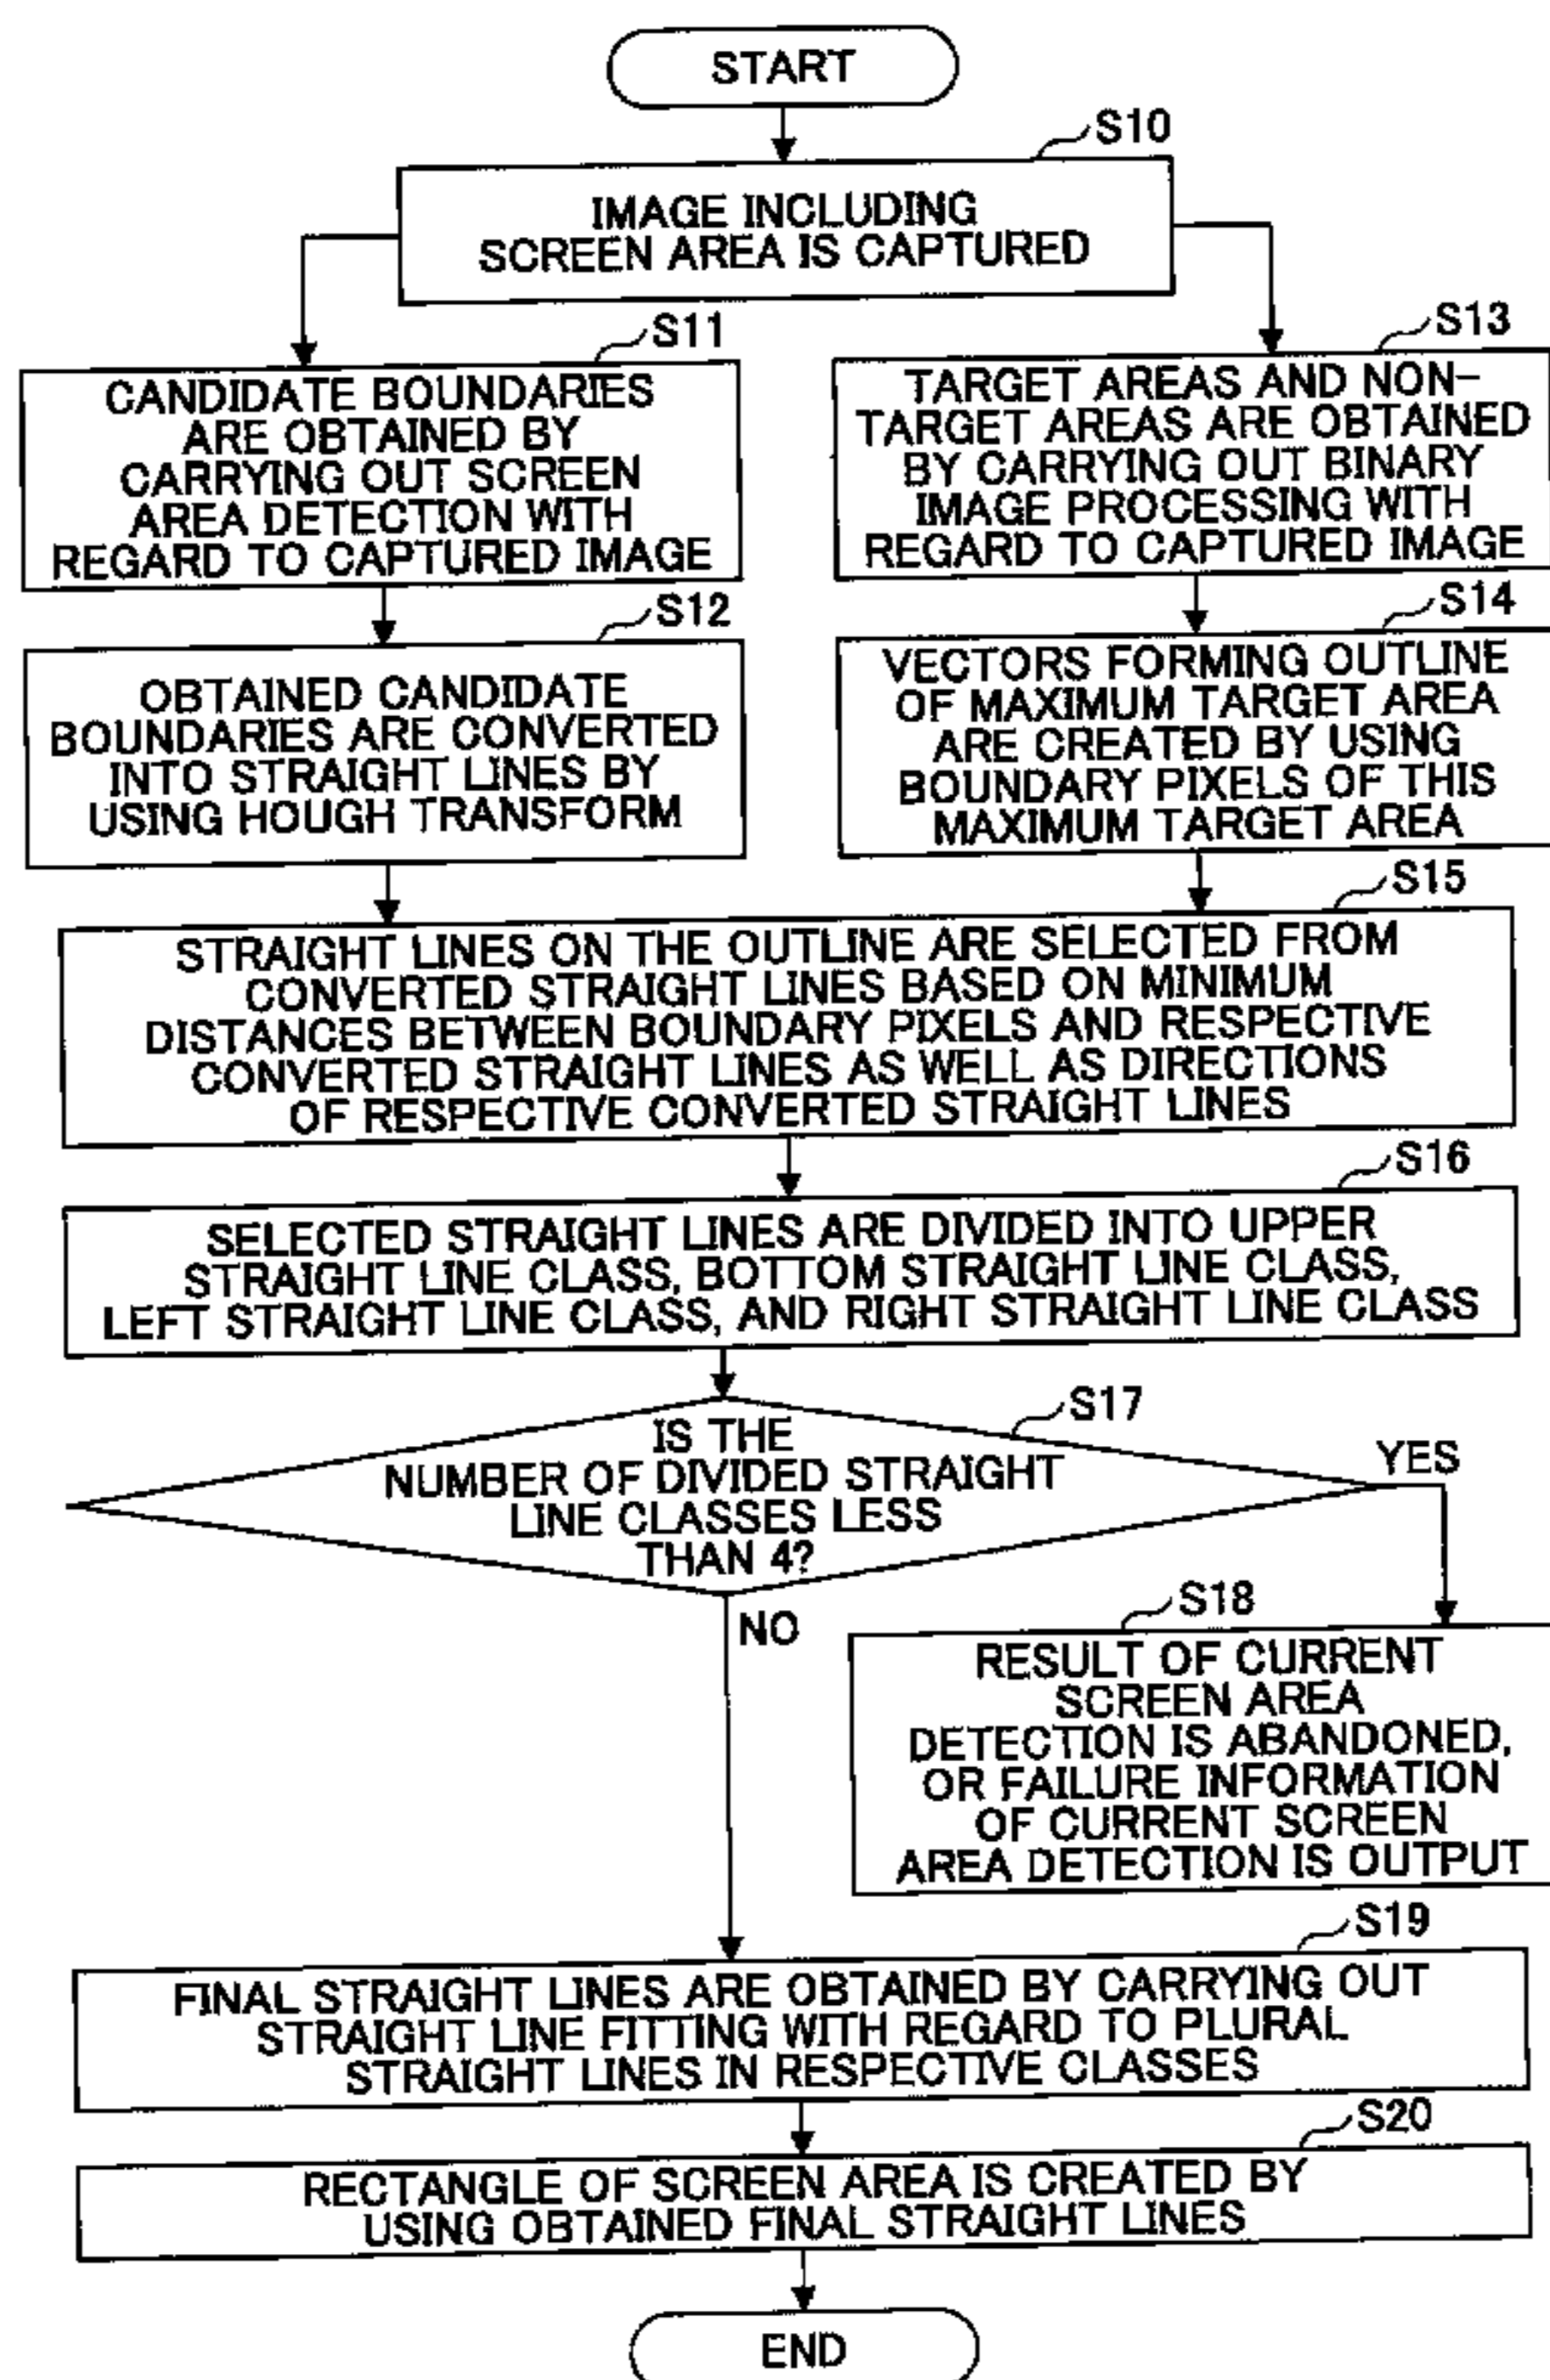 START
S10
IMAGE INCLUDING
SCREEN AREA IS CAPTURED
S11
CANDIDATE BOUNDARIES
ARE OBTAINED BY
CARRYING OUT SCREEN
AREA DETECTION WITH
REGARD TO CAPTURED IMAGE
S13
TARGET AREAS AND NON-
TARGET AREAS ARE OBTAINED
BY CARRYING OUT BINARY
IMAGE PROCESSING WITH
REGARD TO CAPTURED IMAGE
S12
OBTAINED CANDIDATE
BOUNDARIES ARE CONVERTED
INTO STRAIGHT LINES BY
USING HOUGH TRANSFORM
S14
VECTORS FORMING OUTLINE
OF MAXIMUM TARGET AREA
ARE CREATED BY USING
BOUNDARY PIXELS OF THIS
MAXIMUM TARGET AREA
S15
STRAIGHT LINES ON THE OUTLINE ARE SELECTED FROM
CONVERTED STRAIGHT LINES BASED ON MINIMUM
DISTANCES BETWEEN BOUNDARY PIXELS AND RESPECTIVE
CONVERTED STRAIGHT LINES AS WELL AS DIRECTIONS
OF RESPECTIVE CONVERTED STRAIGHT LINES
S16
SELECTED STRAIGHT LINES ARE DIVIDED INTO UPPER
STRAIGHT LINE CLASS, BOTTOM STRAIGHT LINE CLASS,
LEFT STRAIGHT LINE CLASS, AND RIGHT STRAIGHT LINE CLASS
S17
IS THE
NUMBER OF DIVIDED STRAIGHT
LINE CLASSES LESS
THAN 4?
YES
NO
S18
RESULT OF CURRENT
SCREEN AREA
DETECTION IS ABANDONED,
OR FAILURE INFORMATION
OF CURRENT SCREEN
AREA DETECTION IS OUTPUT
S19
FINAL STRAIGHT LINES ARE OBTAINED BY CARRYING OUT
STRAIGHT LINE FITTING WITH REGARD TO PLURAL
STRAIGHT LINES IN RESPECTIVE CLASSES
S20
RECTANGLE OF SCREEN AREA IS CREATED BY
USING OBTAINED FINAL STRAIGHT LINES
END